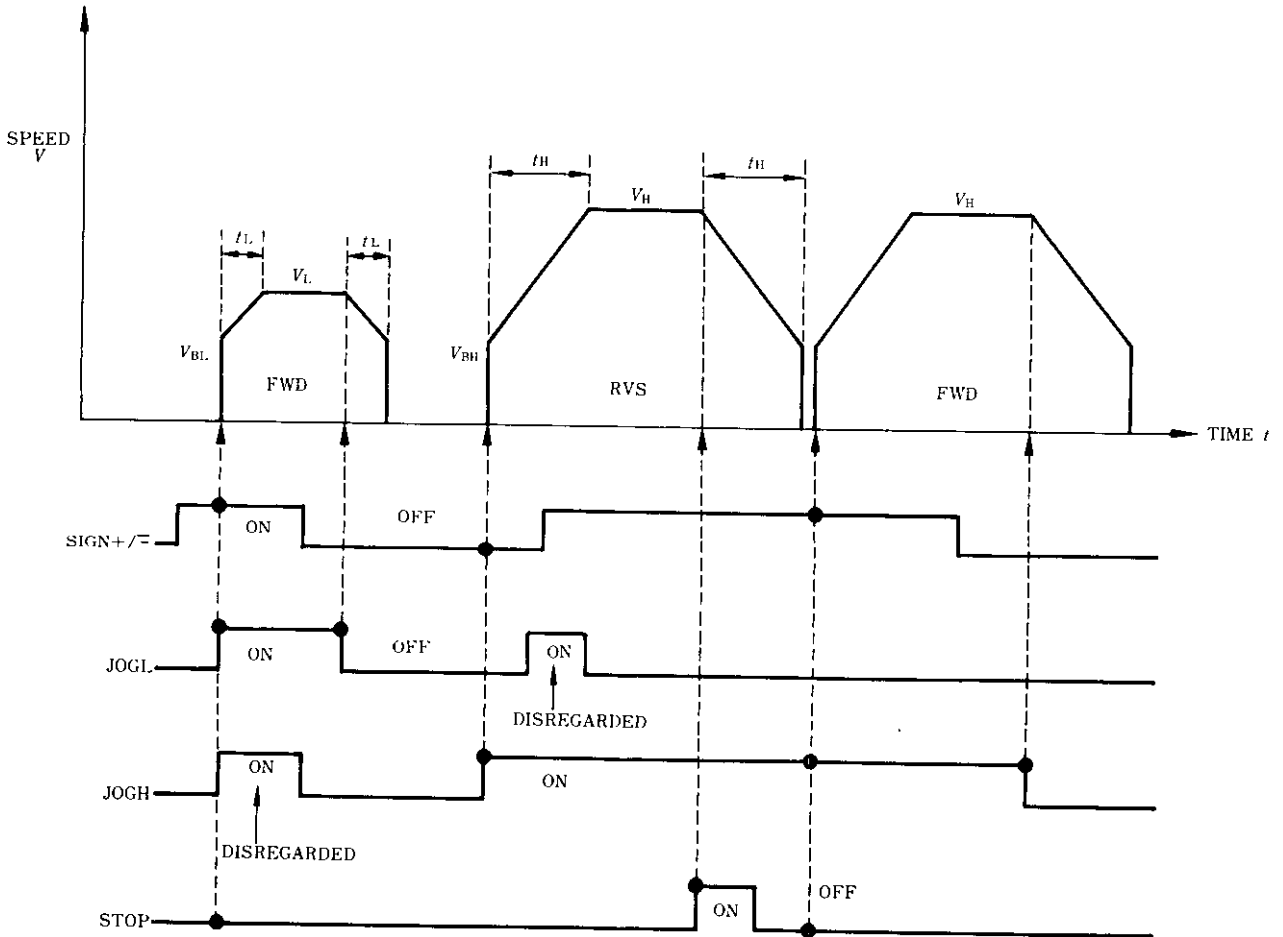 SPEED
V
tH
tH
VH
VH
tL
tL
VL
VBL
VBH
FWD
RVS
FWD
TIME t
SIGN+/−
ON
OFF
JOGL
ON
OFF
ON
DISREGARDED
JOGH
ON
ON
DISREGARDED
STOP
ON
OFF